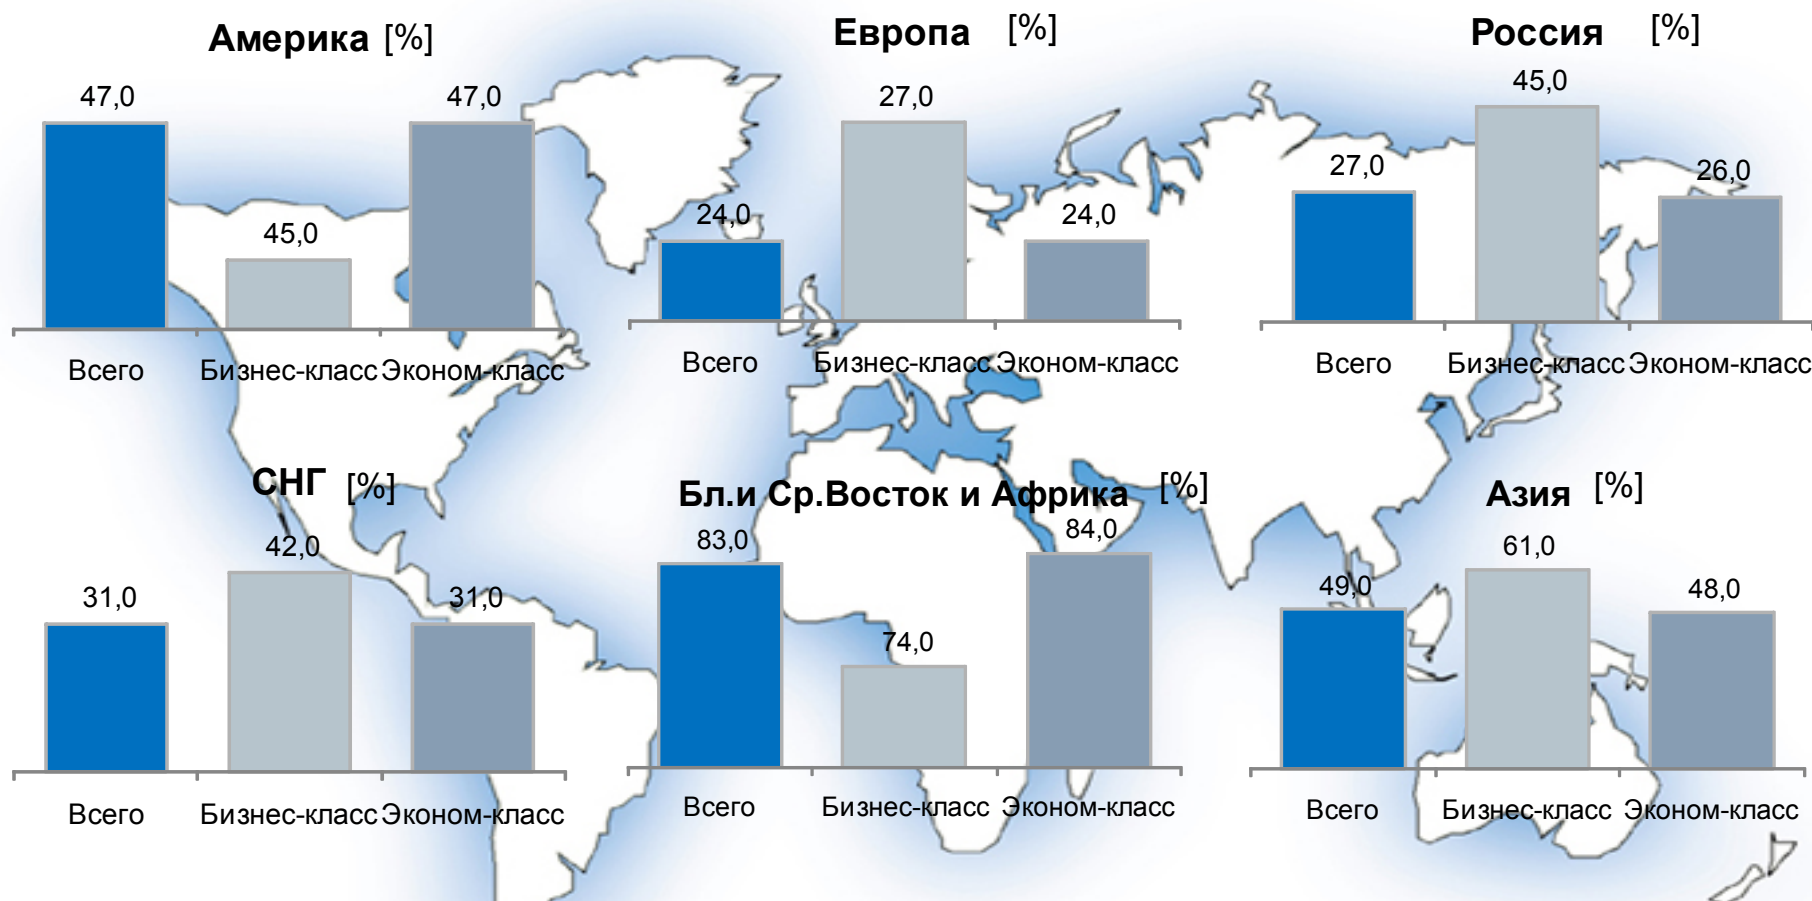 Америка [%]
47,0
45,0
47,0
Всего
Бизнес-класс
Эконом-класс
Европа [%]
24,0
27,0
24,0
Всего
Бизнес-класс
Эконом-класс
Россия [%]
27,0
45,0
26,0
Всего
Бизнес-класс
Эконом-класс
СНГ [%]
31,0
42,0
31,0
Всего
Бизнес-класс
Эконом-класс
Бл.и Ср.Восток и Африка [%]
83,0
74,0
84,0
Всего
Бизнес-класс
Эконом-класс
Азия [%]
49,0
61,0
48,0
Всего
Бизнес-класс
Эконом-класс